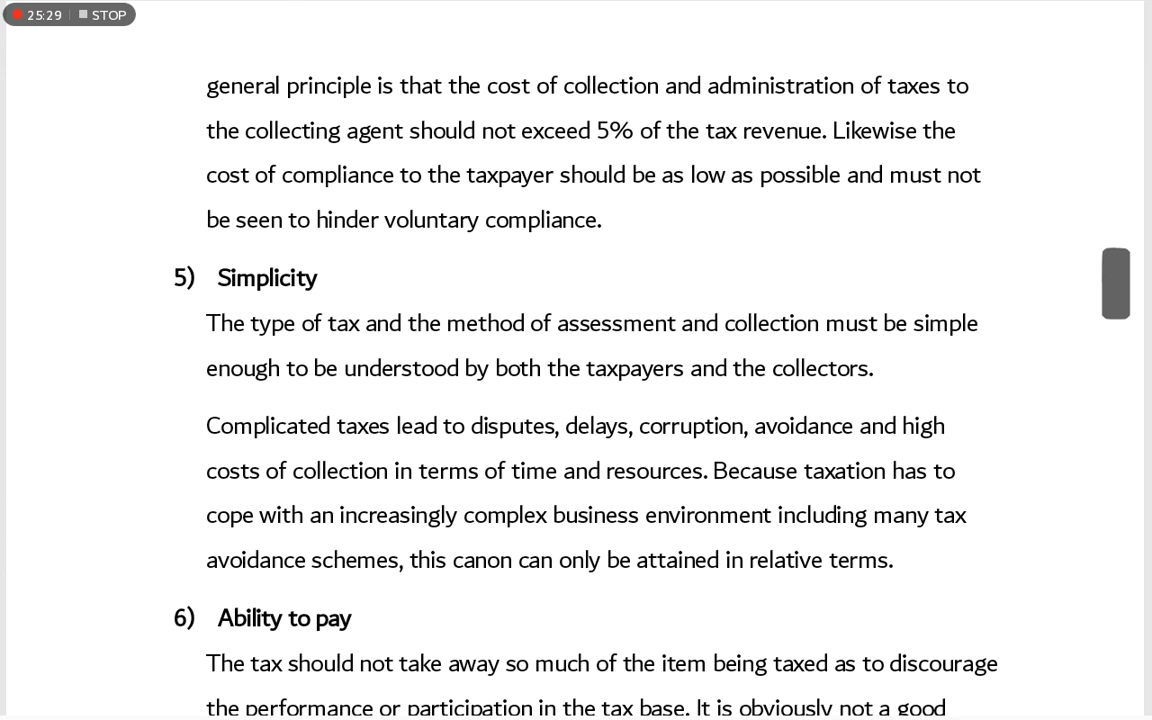 25:29 STOP
general principle is that the cost of collection and administration of taxes to
the collecting agent should not exceed 5% of the tax revenue. Likewise the
cost of compliance to the taxpayer should be as low as possible and must not
be seen to hinder voluntary compliance.
5) Simplicity
The type of tax and the method of assessment and collection must be simple
enough to be understood by both the taxpayers and the collectors.
Complicated taxes lead to disputes, delays, corruption, avoidance and high
costs of collection in terms of time and resources. Because taxation has to
cope with an increasingly complex business environment including many tax
avoidance schemes, this canon can only be attained in relative terms.
6) Ability to pay
The tax should not take away so much of the item being taxed as to discourage
the performance or participation in the tax base. It is obviously not a good